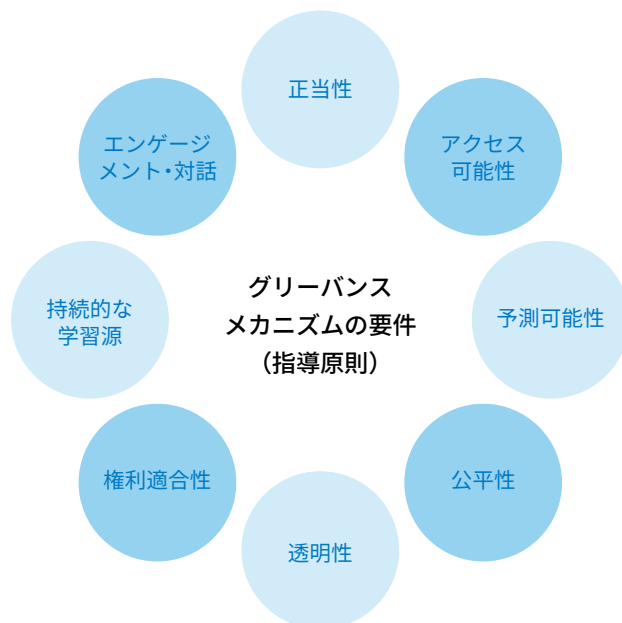 正当性
アクセス
可能性
予測可能性
公平性
透明性
権利適合性
持続的な
学習源
エンゲージ
メント・対話
グリーバンス
メカニズムの要件
（指導原則）